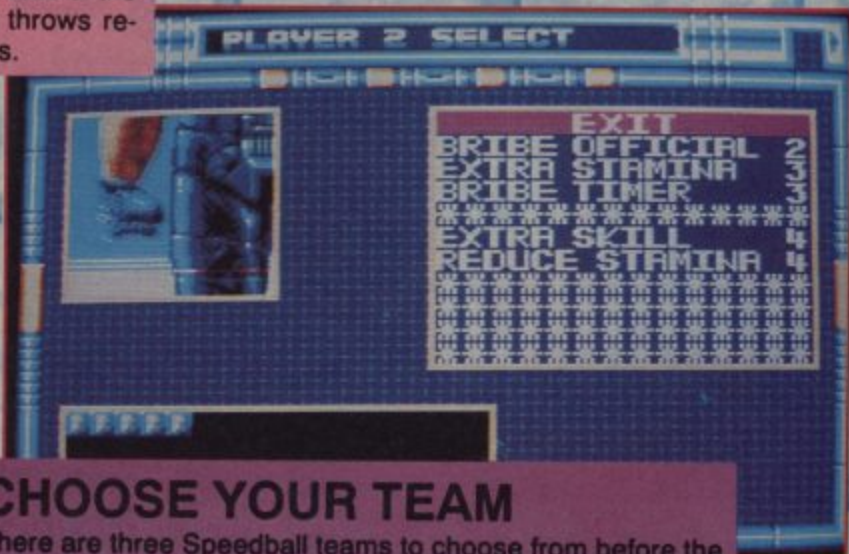 throws re-
s.
PLAYER 2 SELECT
EXIT
BRIBE OFFICIAL 2
EXTRA STAMINA 3
BRIBE TIMER 3
EXTRA SKILL 4
REDUCE STAMINA 4
CHOOSE YOUR TEAM
here are three Speedball teams to choose from before the